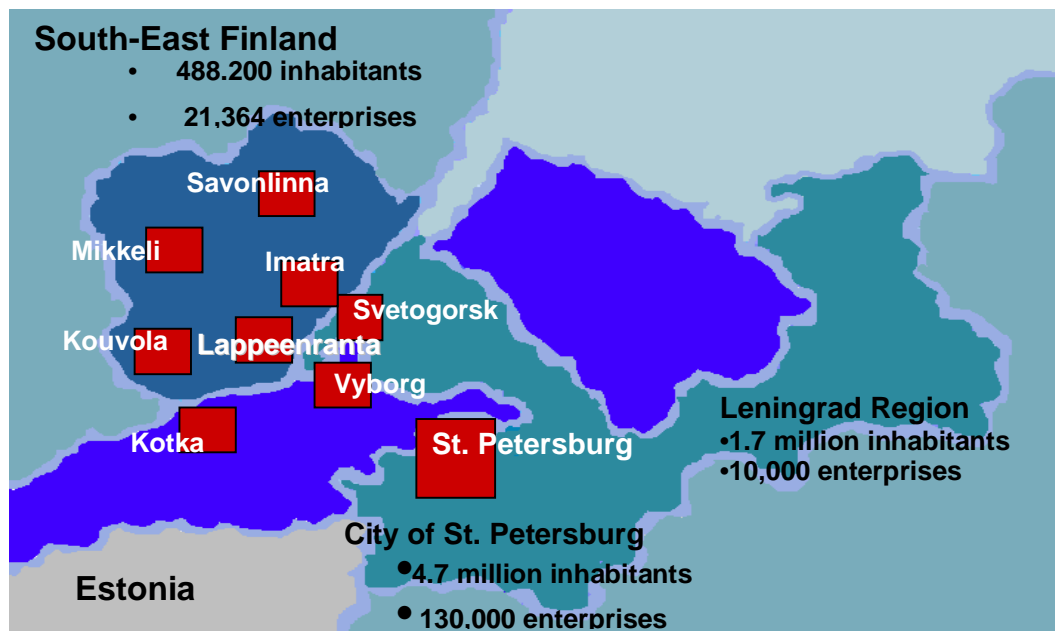 South-East Finland
• 488.200 inhabitants
• 21,364 enterprises
Savonlinna
Mikkeli
Imatra
Svetogorsk
Kouvola
Lappeenranta
Vyborg
Kotka
St. Petersburg
Leningrad Region
•1.7 million inhabitants
•10,000 enterprises
City of St. Petersburg
•4.7 million inhabitants
• 130,000 enterprises
Estonia